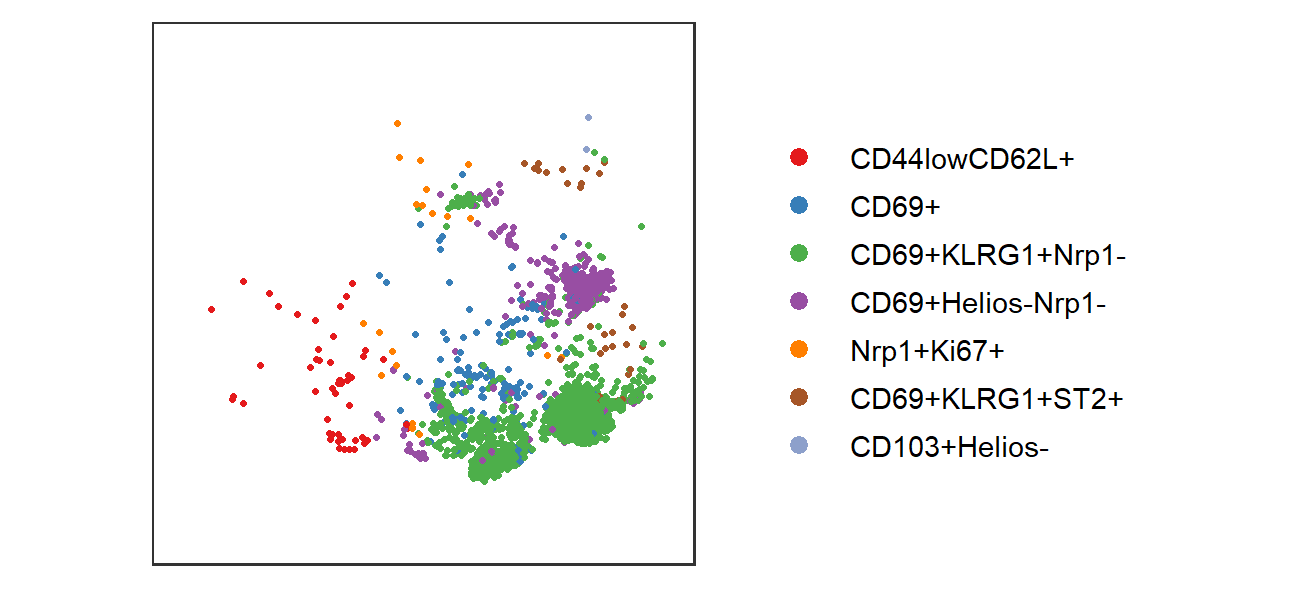 CD44lowCD62L+
CD69+
CD69+KLRG1+Nrp1-
CD69+Helios-Nrp1-
Nrp1+Ki67+
CD69+KLRG1+ST2+
CD103+Helios-